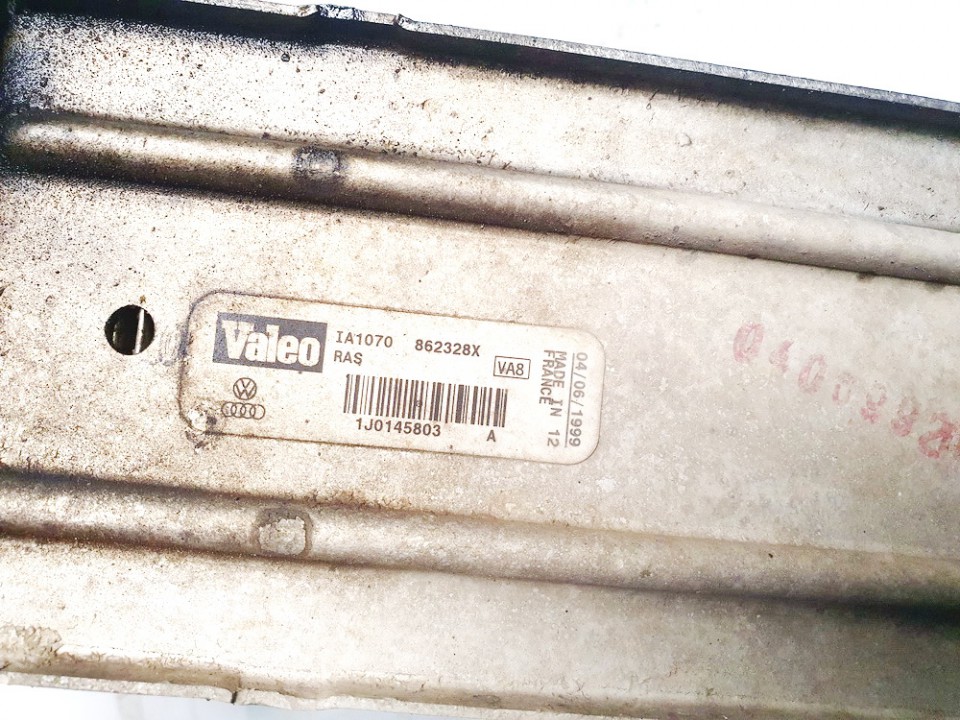 Valeo
IA1070 862328X
RAS
VA8
1J0145803 A
04/06/1999
MADE IN 12
FRANCE